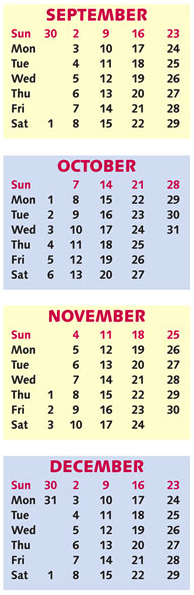 SEPTEMBER
Sun 30 2 9 16 23
Mon 3 10 17 24
Tue 4 11 18 25
Wed 5 12 19 26
Thu 6 13 20 27
Fri 7 14 21 28
Sat 1 8 15 22 29
OCTOBER
Sun 7 14 21 28
Mon 1 8 15 22 29
Tue 2 9 16 23 30
Wed 3 10 17 24 31
Thu 4 11 18 25
Fri 5 12 19 26
Sat 6 13 20 27
NOVEMBER
Sun 4 11 18 25
Mon 5 12 19 26
Tue 6 13 20 27
Wed 7 14 21 28
Thu 1 8 15 22 29
Fri 2 9 16 23 30
Sat 3 10 17 24
DECEMBER
Sun 30 2 9 16 23
Mon 31 3 10 17 24
Tue 4 11 18 25
Wed 5 12 19 26
Thu 6 13 20 27
Fri 7 14 21 28
Sat 1 8 15 22 29